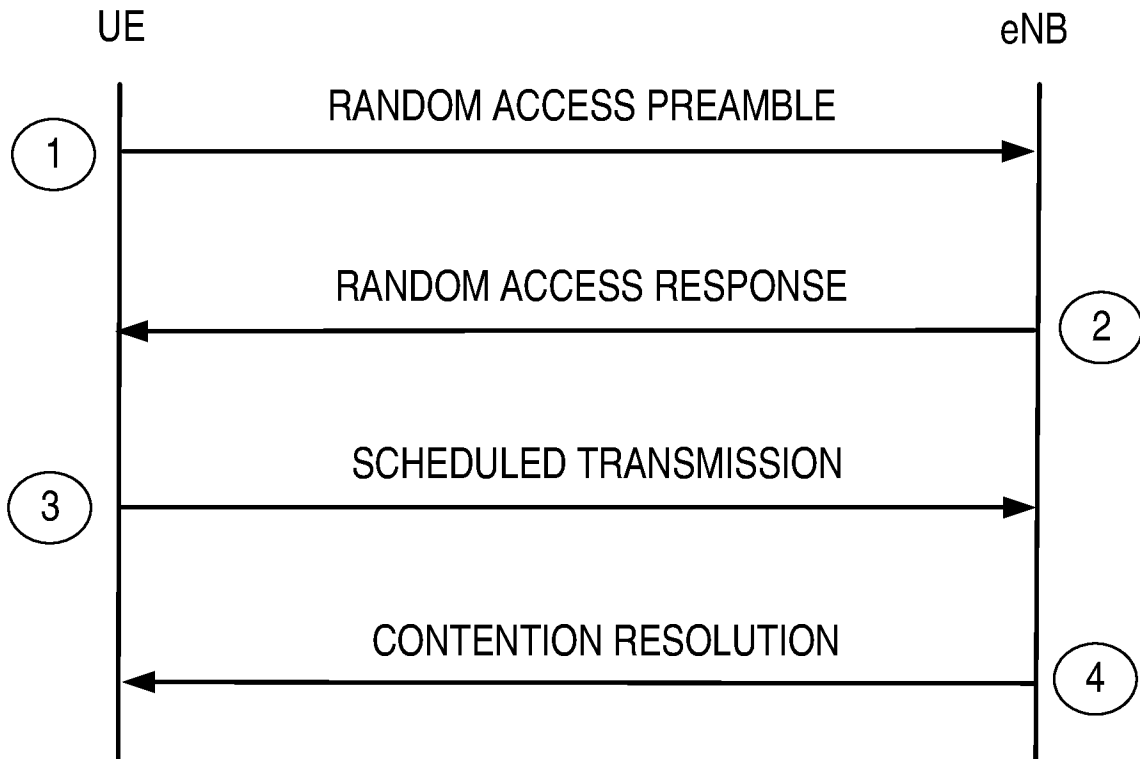 UE
eNB
RANDOM ACCESS PREAMBLE
1
RANDOM ACCESS RESPONSE
2
SCHEDULED TRANSMISSION
3
CONTENTION RESOLUTION
4